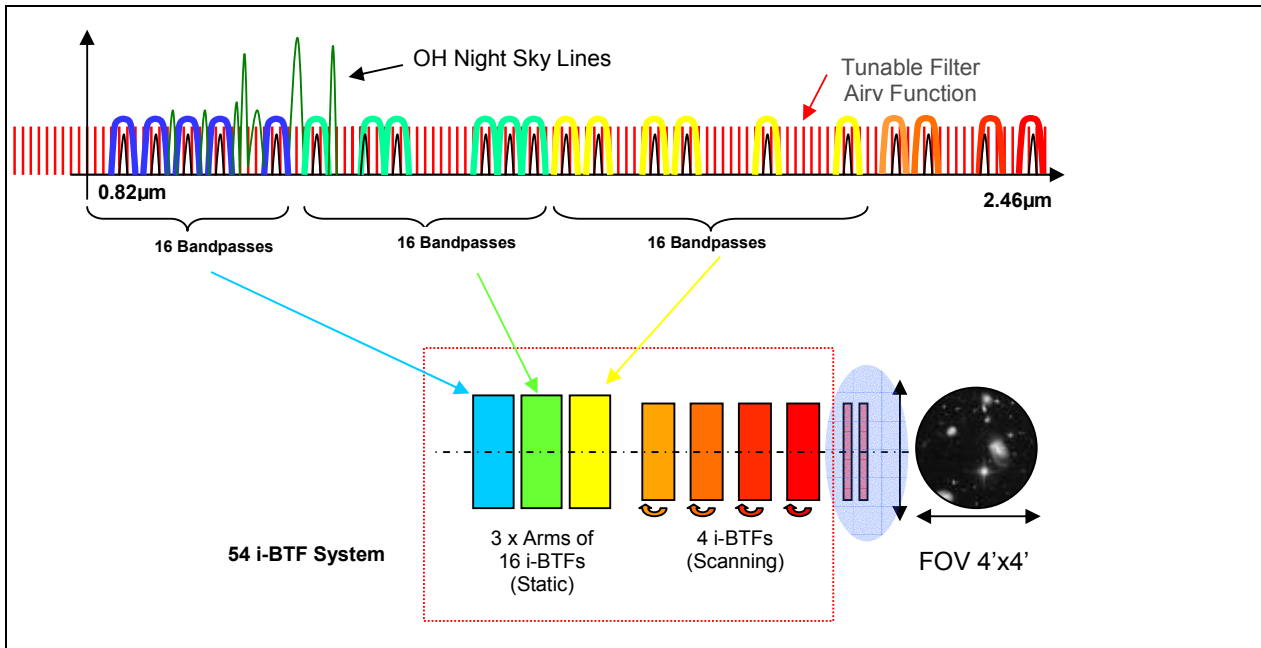 OH Night Sky Lines
Tunable Filter
Airv Function
0.82µm
2.46µm
16 Bandpasses
16 Bandpasses
16 Bandpasses
54 i-BTF System
3 x Arms of
16 i-BTFs
(Static)
4 i-BTFs
(Scanning)
FOV 4'x4'